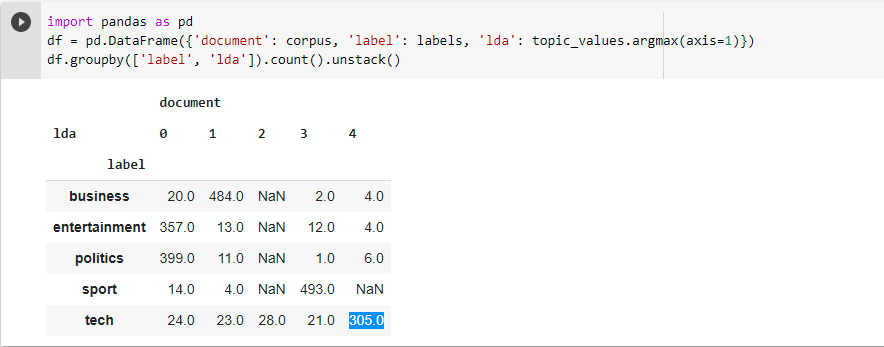 import pandas as pd
df = pd.DataFrame({'document': corpus, 'label': labels, 'lda': topic_values.argmax(axis=1)})
df.groupby(['label', 'lda']).count().unstack()
document
lda 0 1 2 3 4
label
business 20.0 484.0 NaN 2.0 4.0
entertainment 357.0 13.0 NaN 12.0 4.0
politics 399.0 11.0 NaN 1.0 6.0
sport 14.0 4.0 NaN 493.0 NaN
tech 24.0 23.0 28.0 21.0 305.0